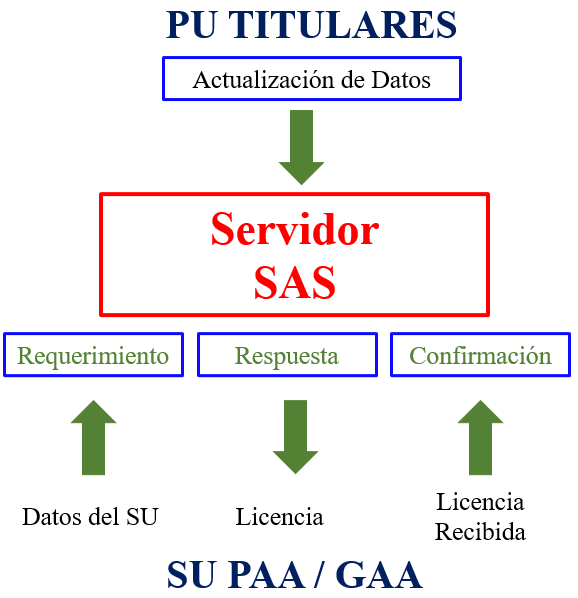 PU TITULARES
Actualización de Datos
Servidor
SAS
Requerimiento
Respuesta
Confirmación
Datos del SU
Licencia
Licencia
Recibida
SU PAA / GAA